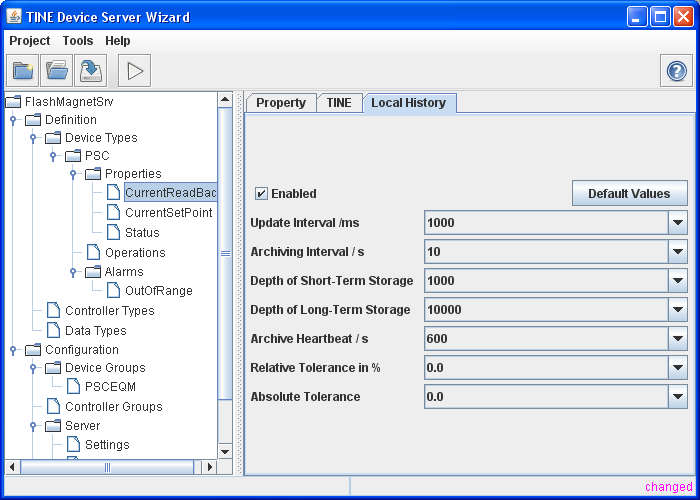 TINE Device Server Wizard
Project Tools Help
FlashMagnetSrv
Definition
Device Types
PSC
Properties
CurrentReadBac
CurrentSetPoint
Status
Operations
Alarms
OutOfRange
Controller Types
Data Types
Configuration
Device Groups
PSCEQM
Controller Groups
Server
Settings
Property TINE Local History
Enabled Default Values
Update Interval /ms 1000
Archiving Interval / s 10
Depth of Short-Term Storage 1000
Depth of Long-Term Storage 10000
Archive Heartbeat / s 600
Relative Tolerance in % 0.0
Absolute Tolerance 0.0
changed